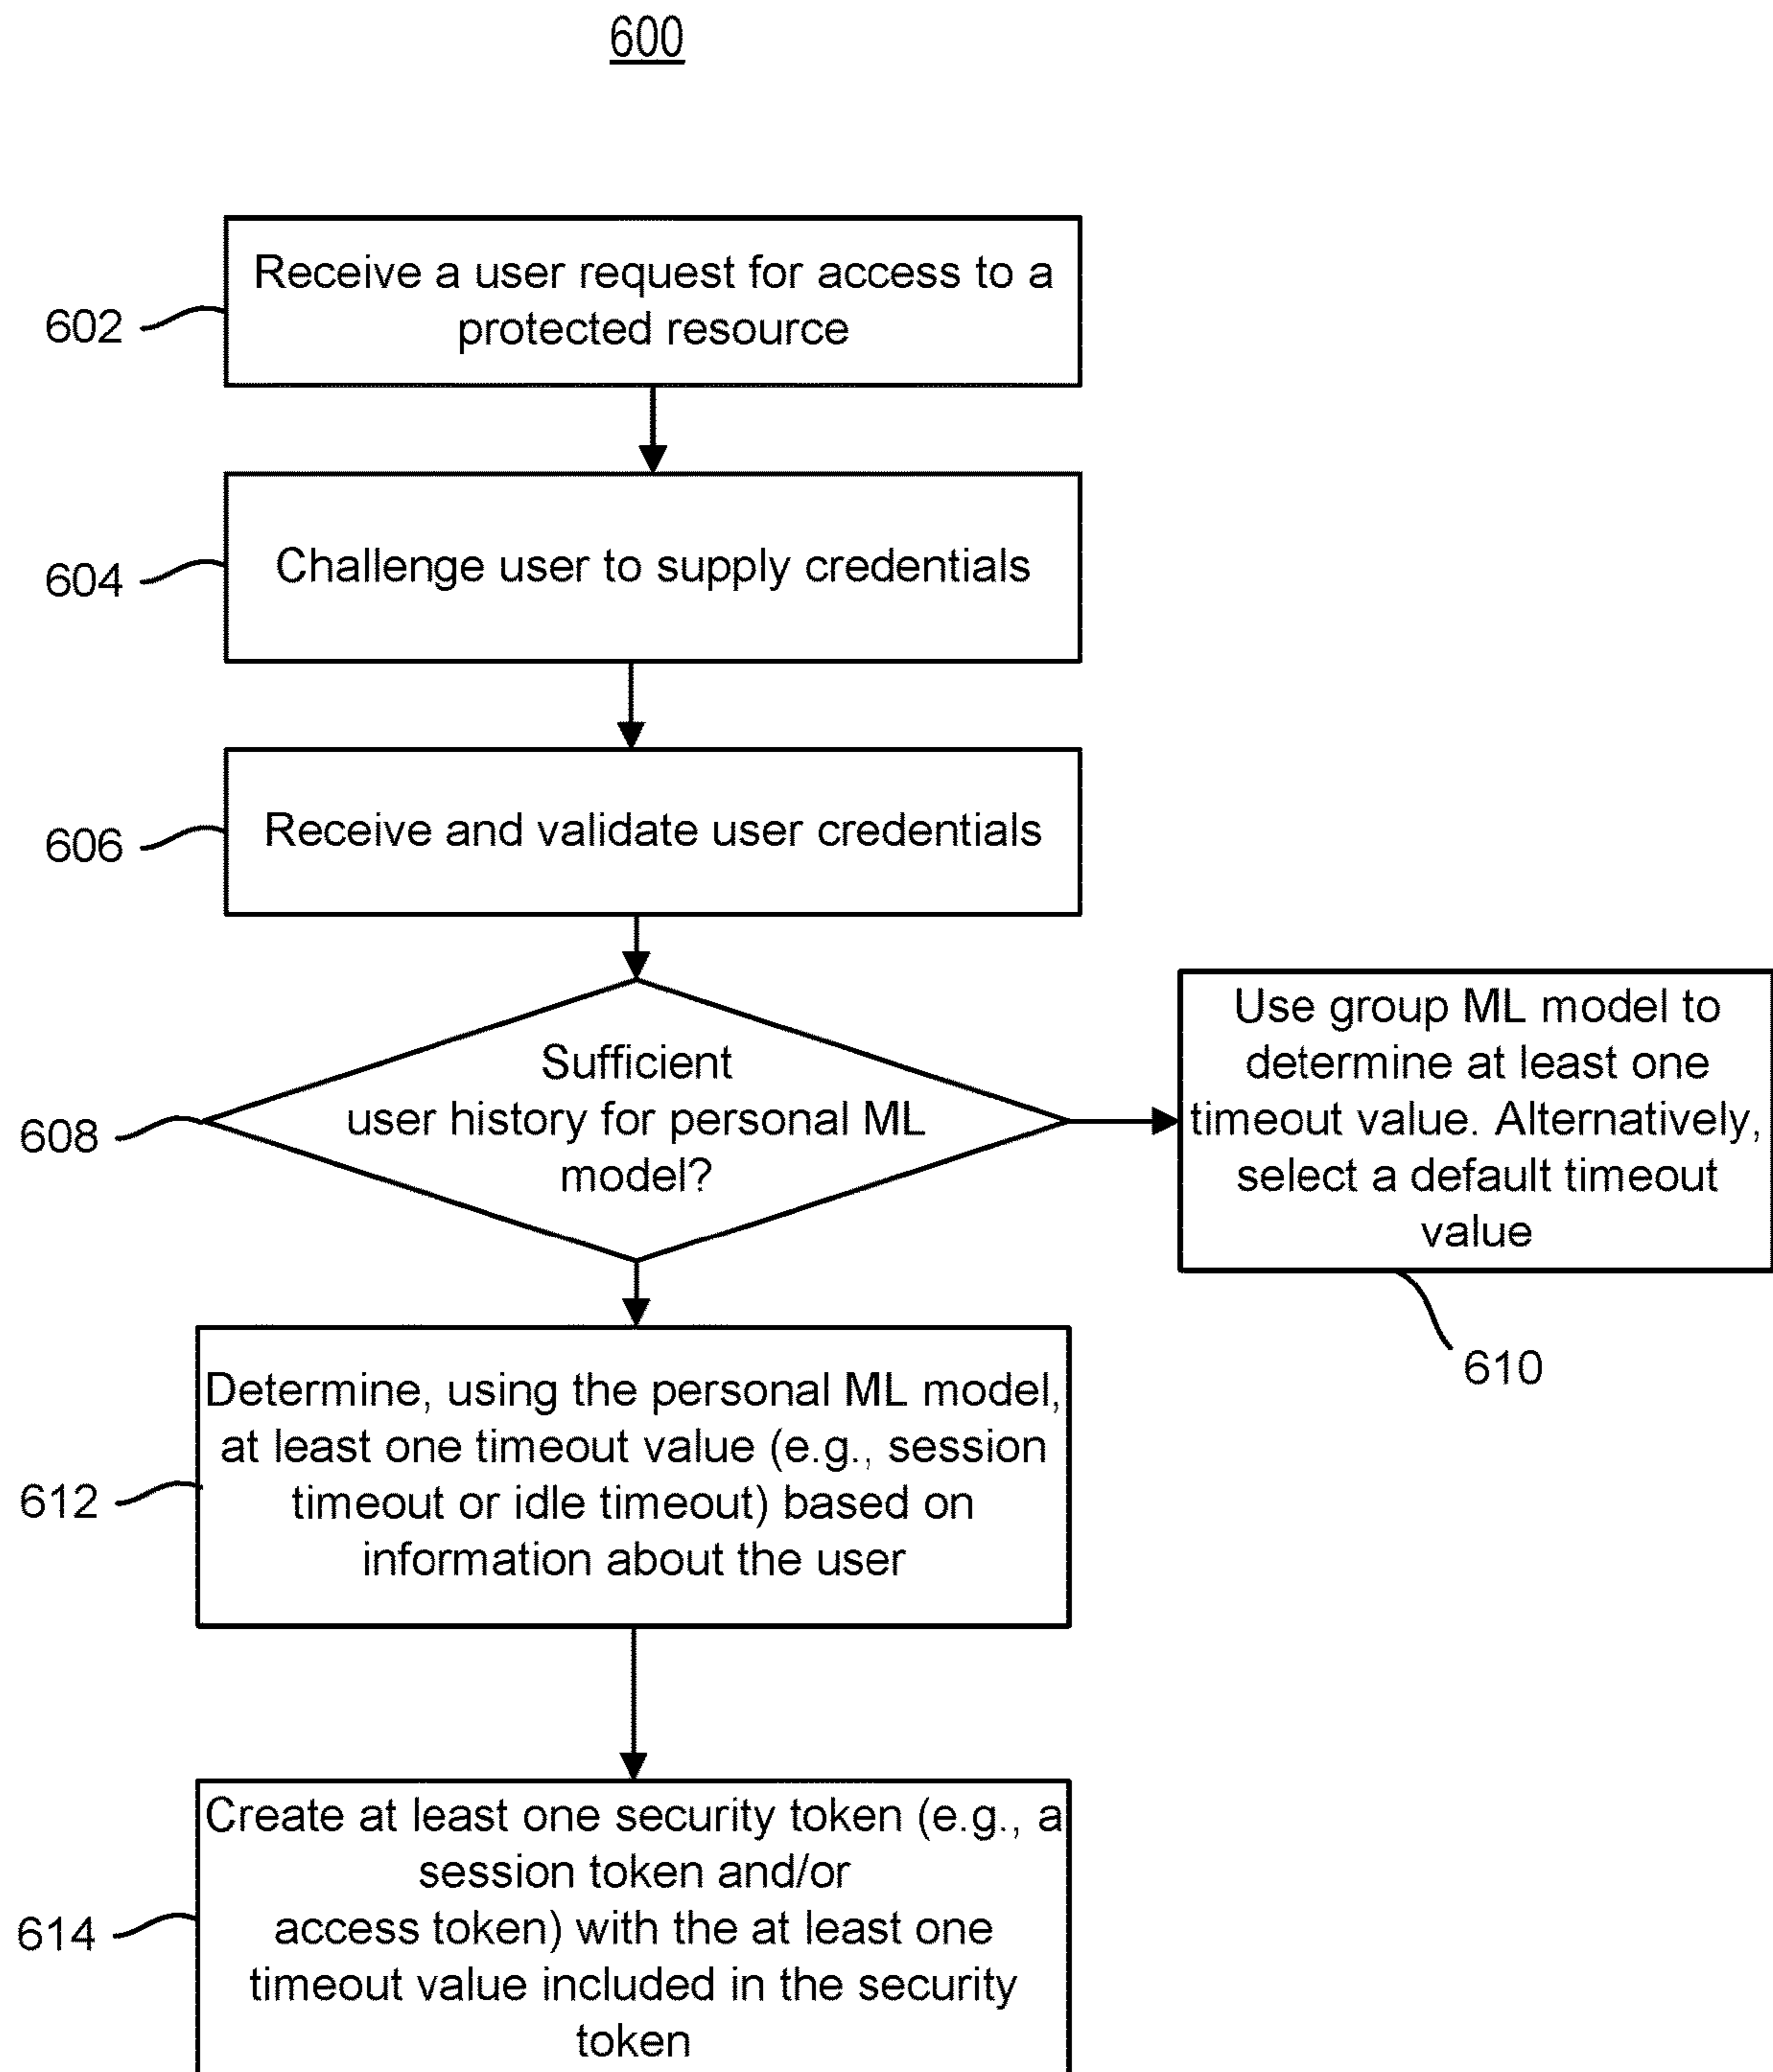 600
Receive a user request for access to a
protected resource
602
Challenge user to supply credentials
604
Receive and validate user credentials
606
Sufficient
user history for personal ML
model?
608
Use group ML model to
determine at least one
timeout value. Alternatively,
select a default timeout
value
610
Determine, using the personal ML model,
at least one timeout value (e.g., session
timeout or idle timeout) based on
information about the user
612
Create at least one security token (e.g., a
session token and/or
access token) with the at least one
timeout value included in the security
token
614